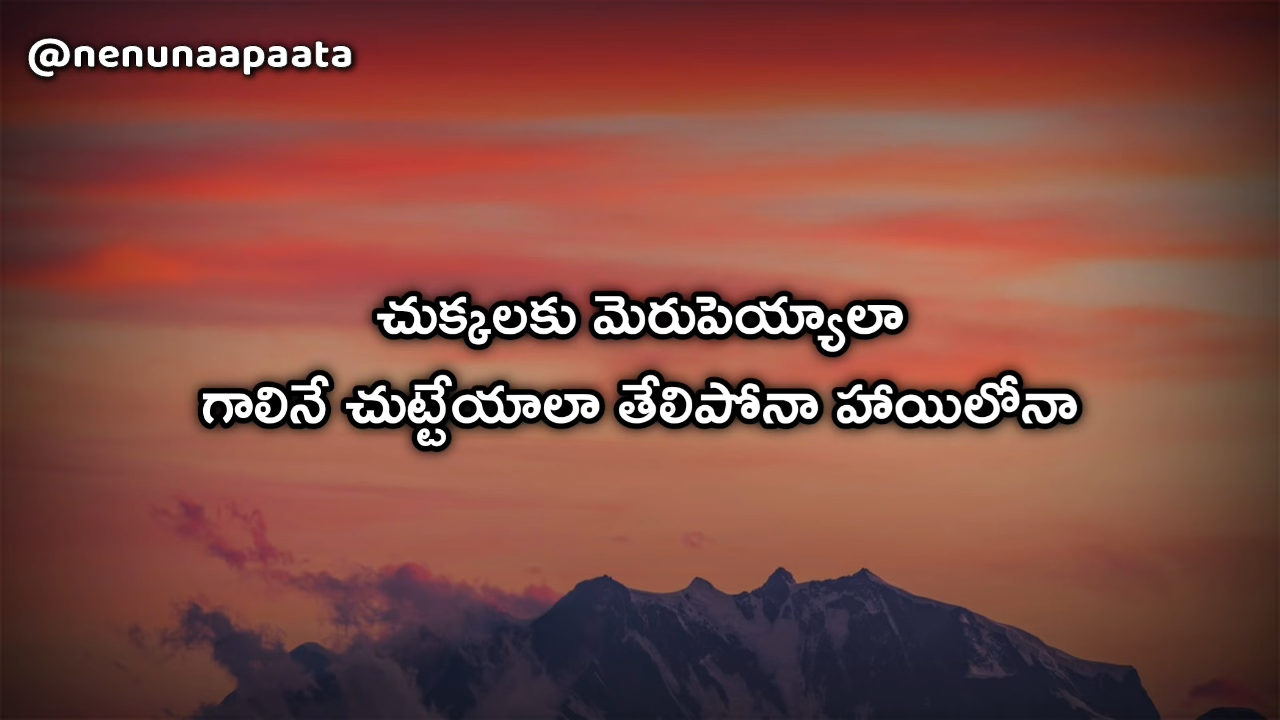 @nenunaapaata
చుక్కలకు మెరుపెయ్యాలా
గాలినే చుట్టేయాలా తేలిపోనా హాయిలోనా